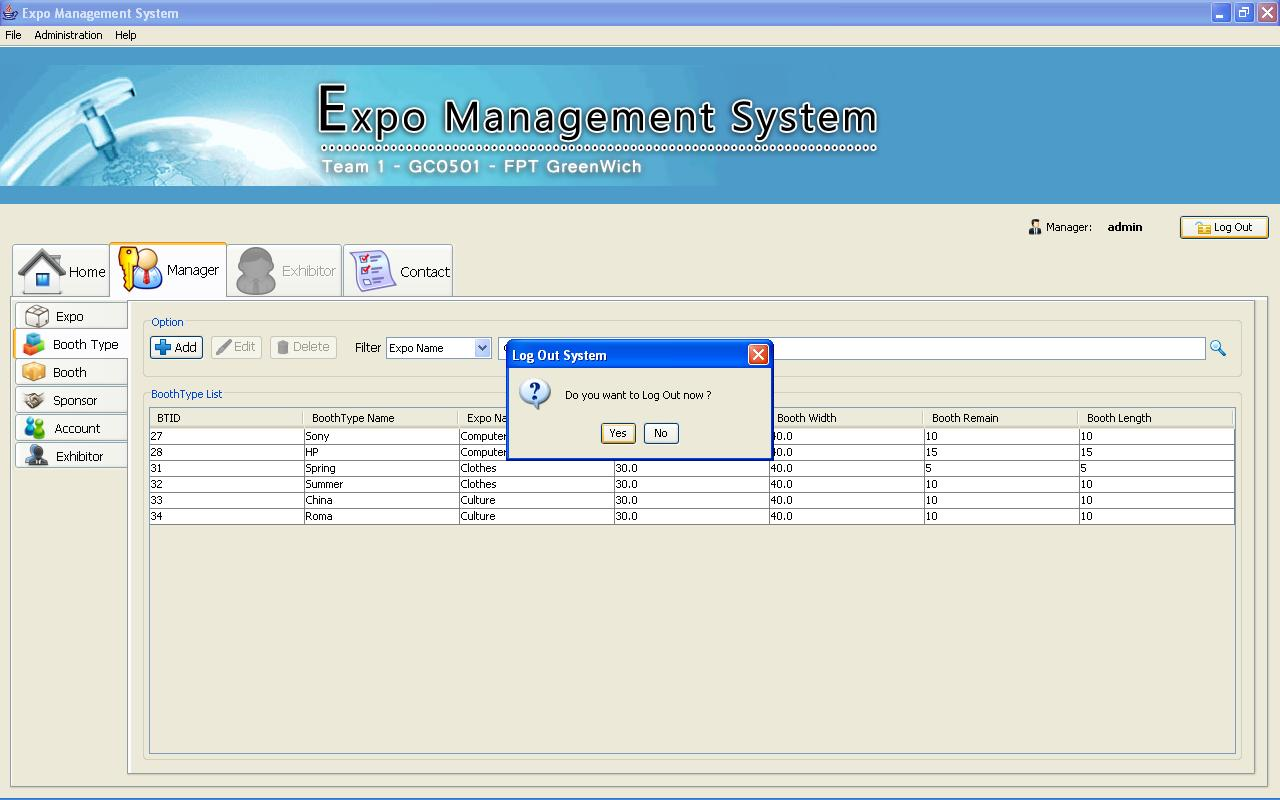 Expo Management System
File Administration Help
Expo Management System
Team 1 - GC0501 - FPT GreenWich
Manager: admin Log Out
Home Manager Exhibitor Contact
Expo
Booth Type
Booth
Sponsor
Account
Exhibitor
Option
Add Edit Delete Filter Expo Name
Log Out System
Do you want to Log Out now ?
Yes No
BoothType List
BTID BoothType Name Expo Booth Width Booth Remain Booth Length
27 Sony Computer 40.0 10 10
28 HP Computer 40.0 15 15
31 Spring Clothes 30.0 40.0 5 5
32 Summer Clothes 30.0 40.0 10 10
33 China Culture 30.0 40.0 10 10
34 Roma Culture 30.0 40.0 10 10